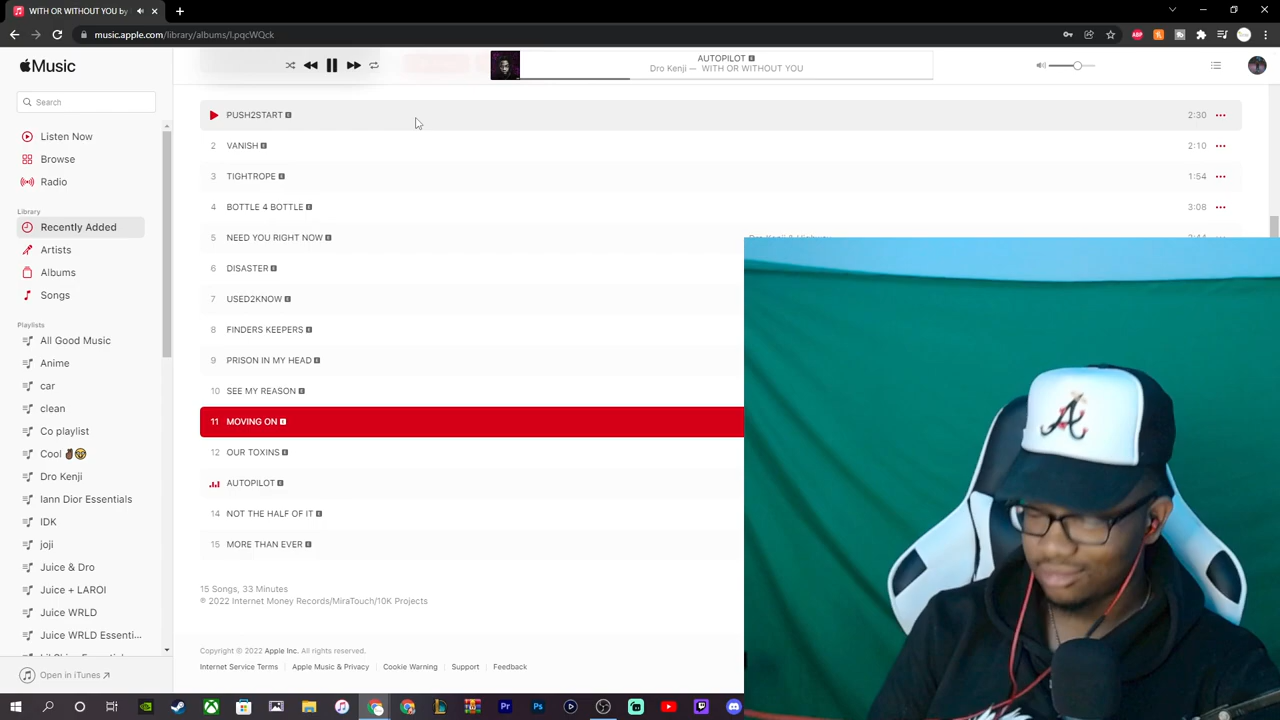 WITH OR WITHOUT YOU by
music.apple.com/library/albums/l.pqcWQck
Music
AUTOPILOT E
Dro Kenji — WITH OR WITHOUT YOU
Search
Listen Now
Browse
Radio
Library
Recently Added
Artists
Albums
Songs
Playlists
All Good Music
Anime
car
clean
Co playlist
Cool
Dro Kenji
Iann Dior Essentials
IDK
joji
Juice & Dro
Juice + LAROI
Juice WRLD
Juice WRLD Essenti...
Open in iTunes
PUSH2START E 2:30
2 VANISH E 2:10
3 TIGHTROPE E 1:54
4 BOTTLE 4 BOTTLE E 3:08
5 NEED YOU RIGHT NOW E
6 DISASTER E
7 USED2KNOW E
8 FINDERS KEEPERS E
9 PRISON IN MY HEAD E
10 SEE MY REASON E
11 MOVING ON E
12 OUR TOXINS E
AUTOPILOT E
14 NOT THE HALF OF IT E
15 MORE THAN EVER E
15 Songs, 33 Minutes
℗ 2022 Internet Money Records/MiraTouch/10K Projects
Copyright © 2022 Apple Inc. All rights reserved.
Internet Service Terms Apple Music & Privacy Cookie Warning Support Feedback
A